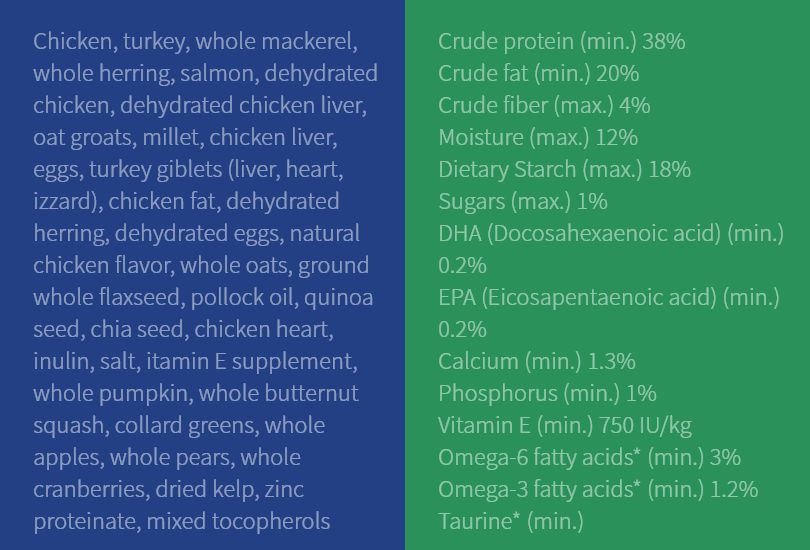 Chicken, turkey, whole mackerel,
whole herring, salmon, dehydrated
chicken, dehydrated chicken liver,
oat groats, millet, chicken liver,
eggs, turkey giblets (liver, heart,
izzard), chicken fat, dehydrated
herring, dehydrated eggs, natural
chicken flavor, whole oats, ground
whole flaxseed, pollock oil, quinoa
seed, chia seed, chicken heart,
inulin, salt, itamin E supplement,
whole pumpkin, whole butternut
squash, collard greens, whole
apples, whole pears, whole
cranberries, dried kelp, zinc
proteinate, mixed tocopherols
Crude protein (min.) 38%
Crude fat (min.) 20%
Crude fiber (max.) 4%
Moisture (max.) 12%
Dietary Starch (max.) 18%
Sugars (max.) 1%
DHA (Docosahexaenoic acid) (min.)
0.2%
EPA (Eicosapentaenoic acid) (min.)
0.2%
Calcium (min.) 1.3%
Phosphorus (min.) 1%
Vitamin E (min.) 750 IU/kg
Omega-6 fatty acids* (min.) 3%
Omega-3 fatty acids* (min.) 1.2%
Taurine* (min.)